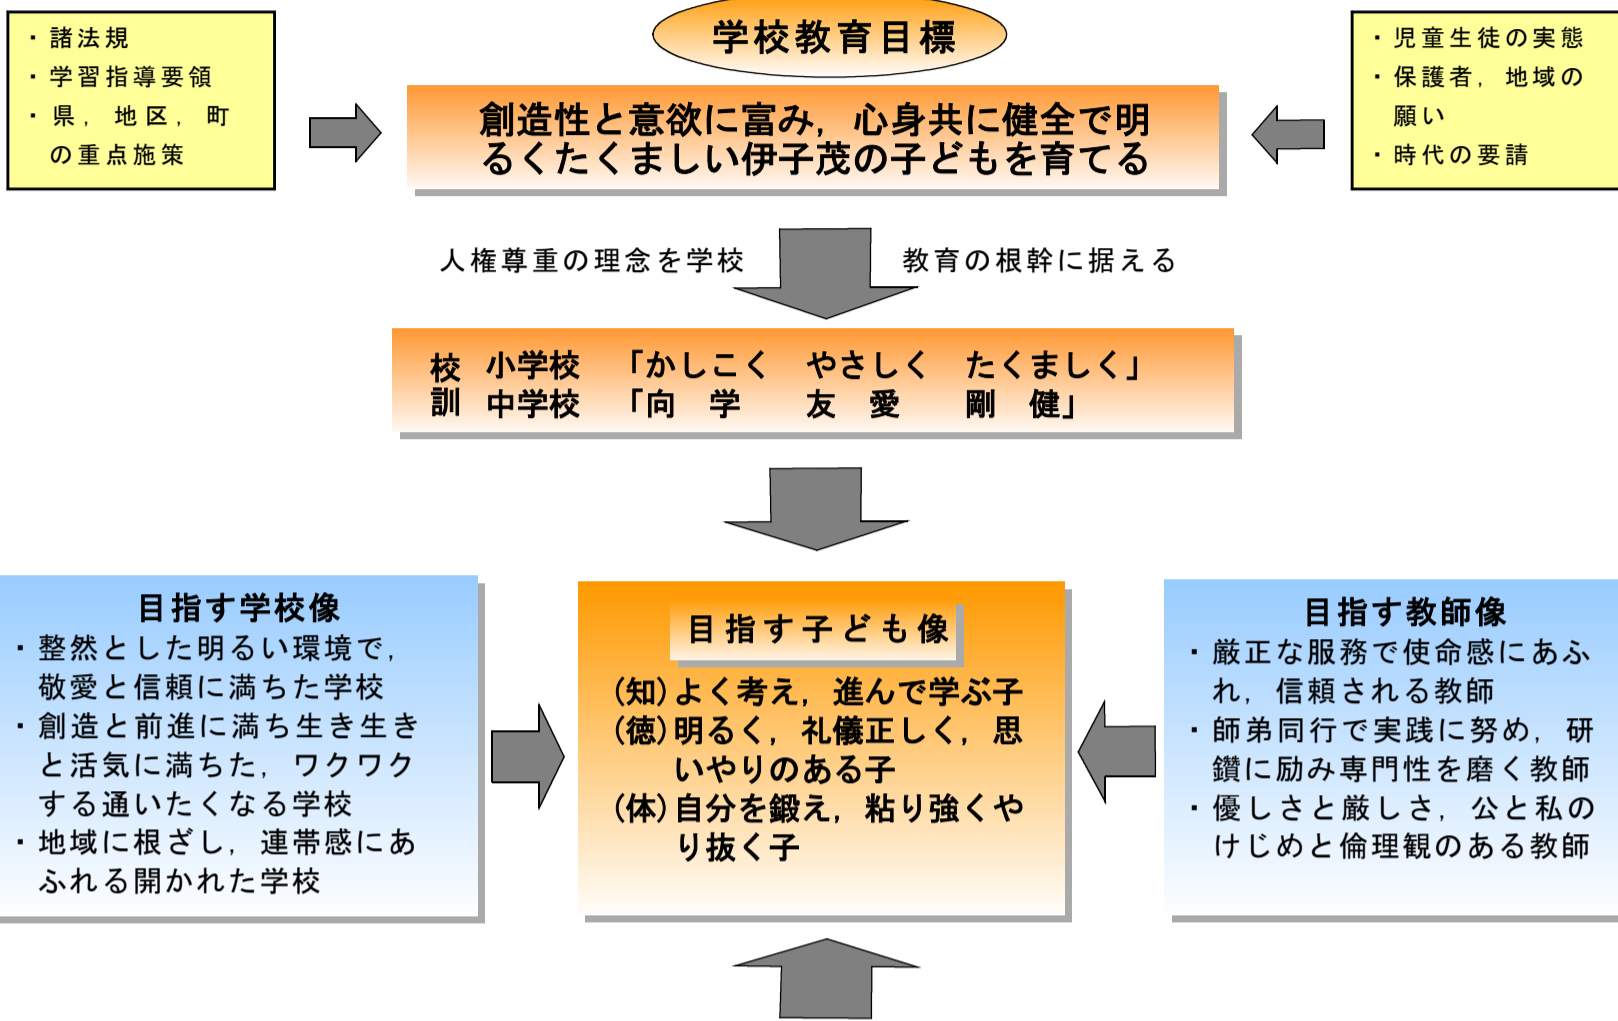 ・諸法規
・学習指導要領
・県，地区，町
の重点施策
学校教育目標
創造性と意欲に富み，心身共に健全で明
るくたくましい伊子茂の子どもを育てる
・児童生徒の実態
・保護者，地域の
願い
・時代の要請
人権尊重の理念を学校　教育の根幹に据える
校訓
小学校　「かしこく　やさしく　たくましく」
中学校　「向　学　友　愛　剛　健」
目指す学校像
・整然とした明るい環境で，
敬愛と信頼に満ちた学校
・創造と前進に満ち生き生き
と活気に満ちた，ワクワク
する通いたくなる学校
・地域に根ざし，連帯感にあ
ふれる開かれた学校
目指す子ども像
(知)よく考え，進んで学ぶ子
(徳)明るく，礼儀正しく，思
いやりのある子
(体)自分を鍛え，粘り強くや
り抜く子
目指す教師像
・厳正な服務で使命感にあふ
れ，信頼される教師
・師弟同行で実践に努め，研
鑽に励み専門性を磨く教師
・優しさと厳しさ，公と私の
けじめと倫理観のある教師